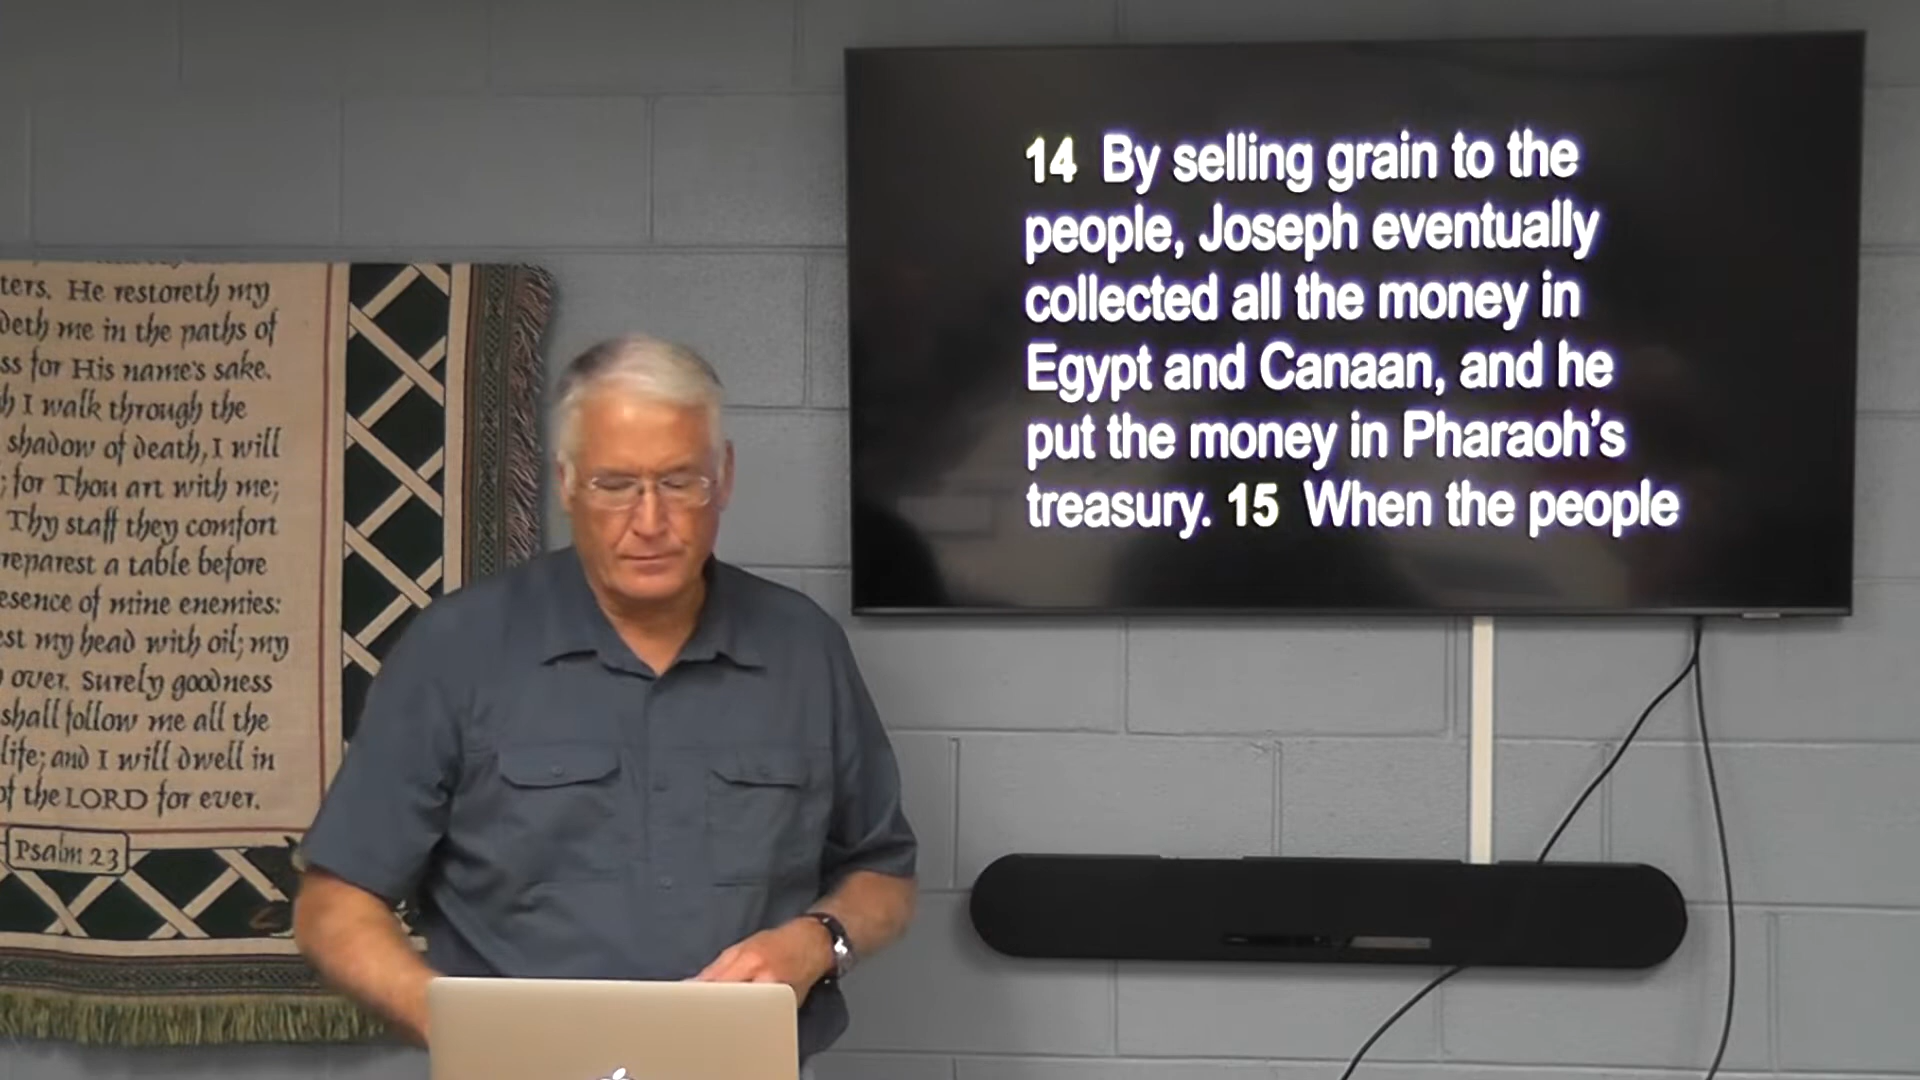 ters. He restoreth my
deth me in the paths of
ss for His name's sake.
h I walk through the
shadow of death, I will
; for Thou art with me;
Thy staff they comfort
reparest a table before
esence of mine enemies:
est my head with oil; my
over. Surely goodness
shall follow me all the
life; and I will dwell in
of the LORD for ever.
Psalm 23
14 By selling grain to the
people, Joseph eventually
collected all the money in
Egypt and Canaan, and he
put the money in Pharaoh's
treasury. 15 When the people